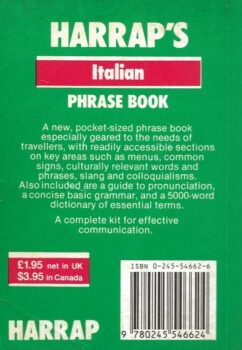 HARRAP'S
Italian
PHRASE BOOK
A new, pocket-sized phrase book
especially geared to the needs of
travellers, with readily accessible sections
on key areas such as menus, common
signs, culturally relevant words and
phrases, slang and colloquialisms.
Also included are a guide to pronunciation,
a concise basic grammar, and a 5000-word
dictionary of essential terms.
A complete kit for effective
communication.
£1.95 net in UK
$3.95 in Canada
ISBN 0-245-54662-6
9 780245 546624
HARRAP